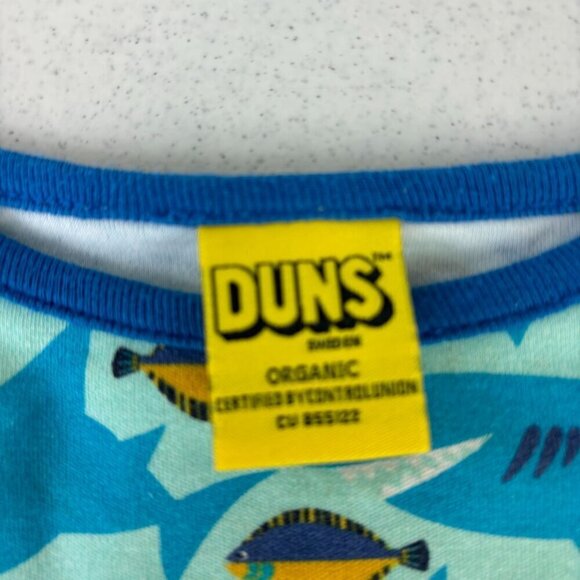 DUNS™
SWEDEN
ORGANIC
CERTIFIED BY CONTROL UNION
CU 855122